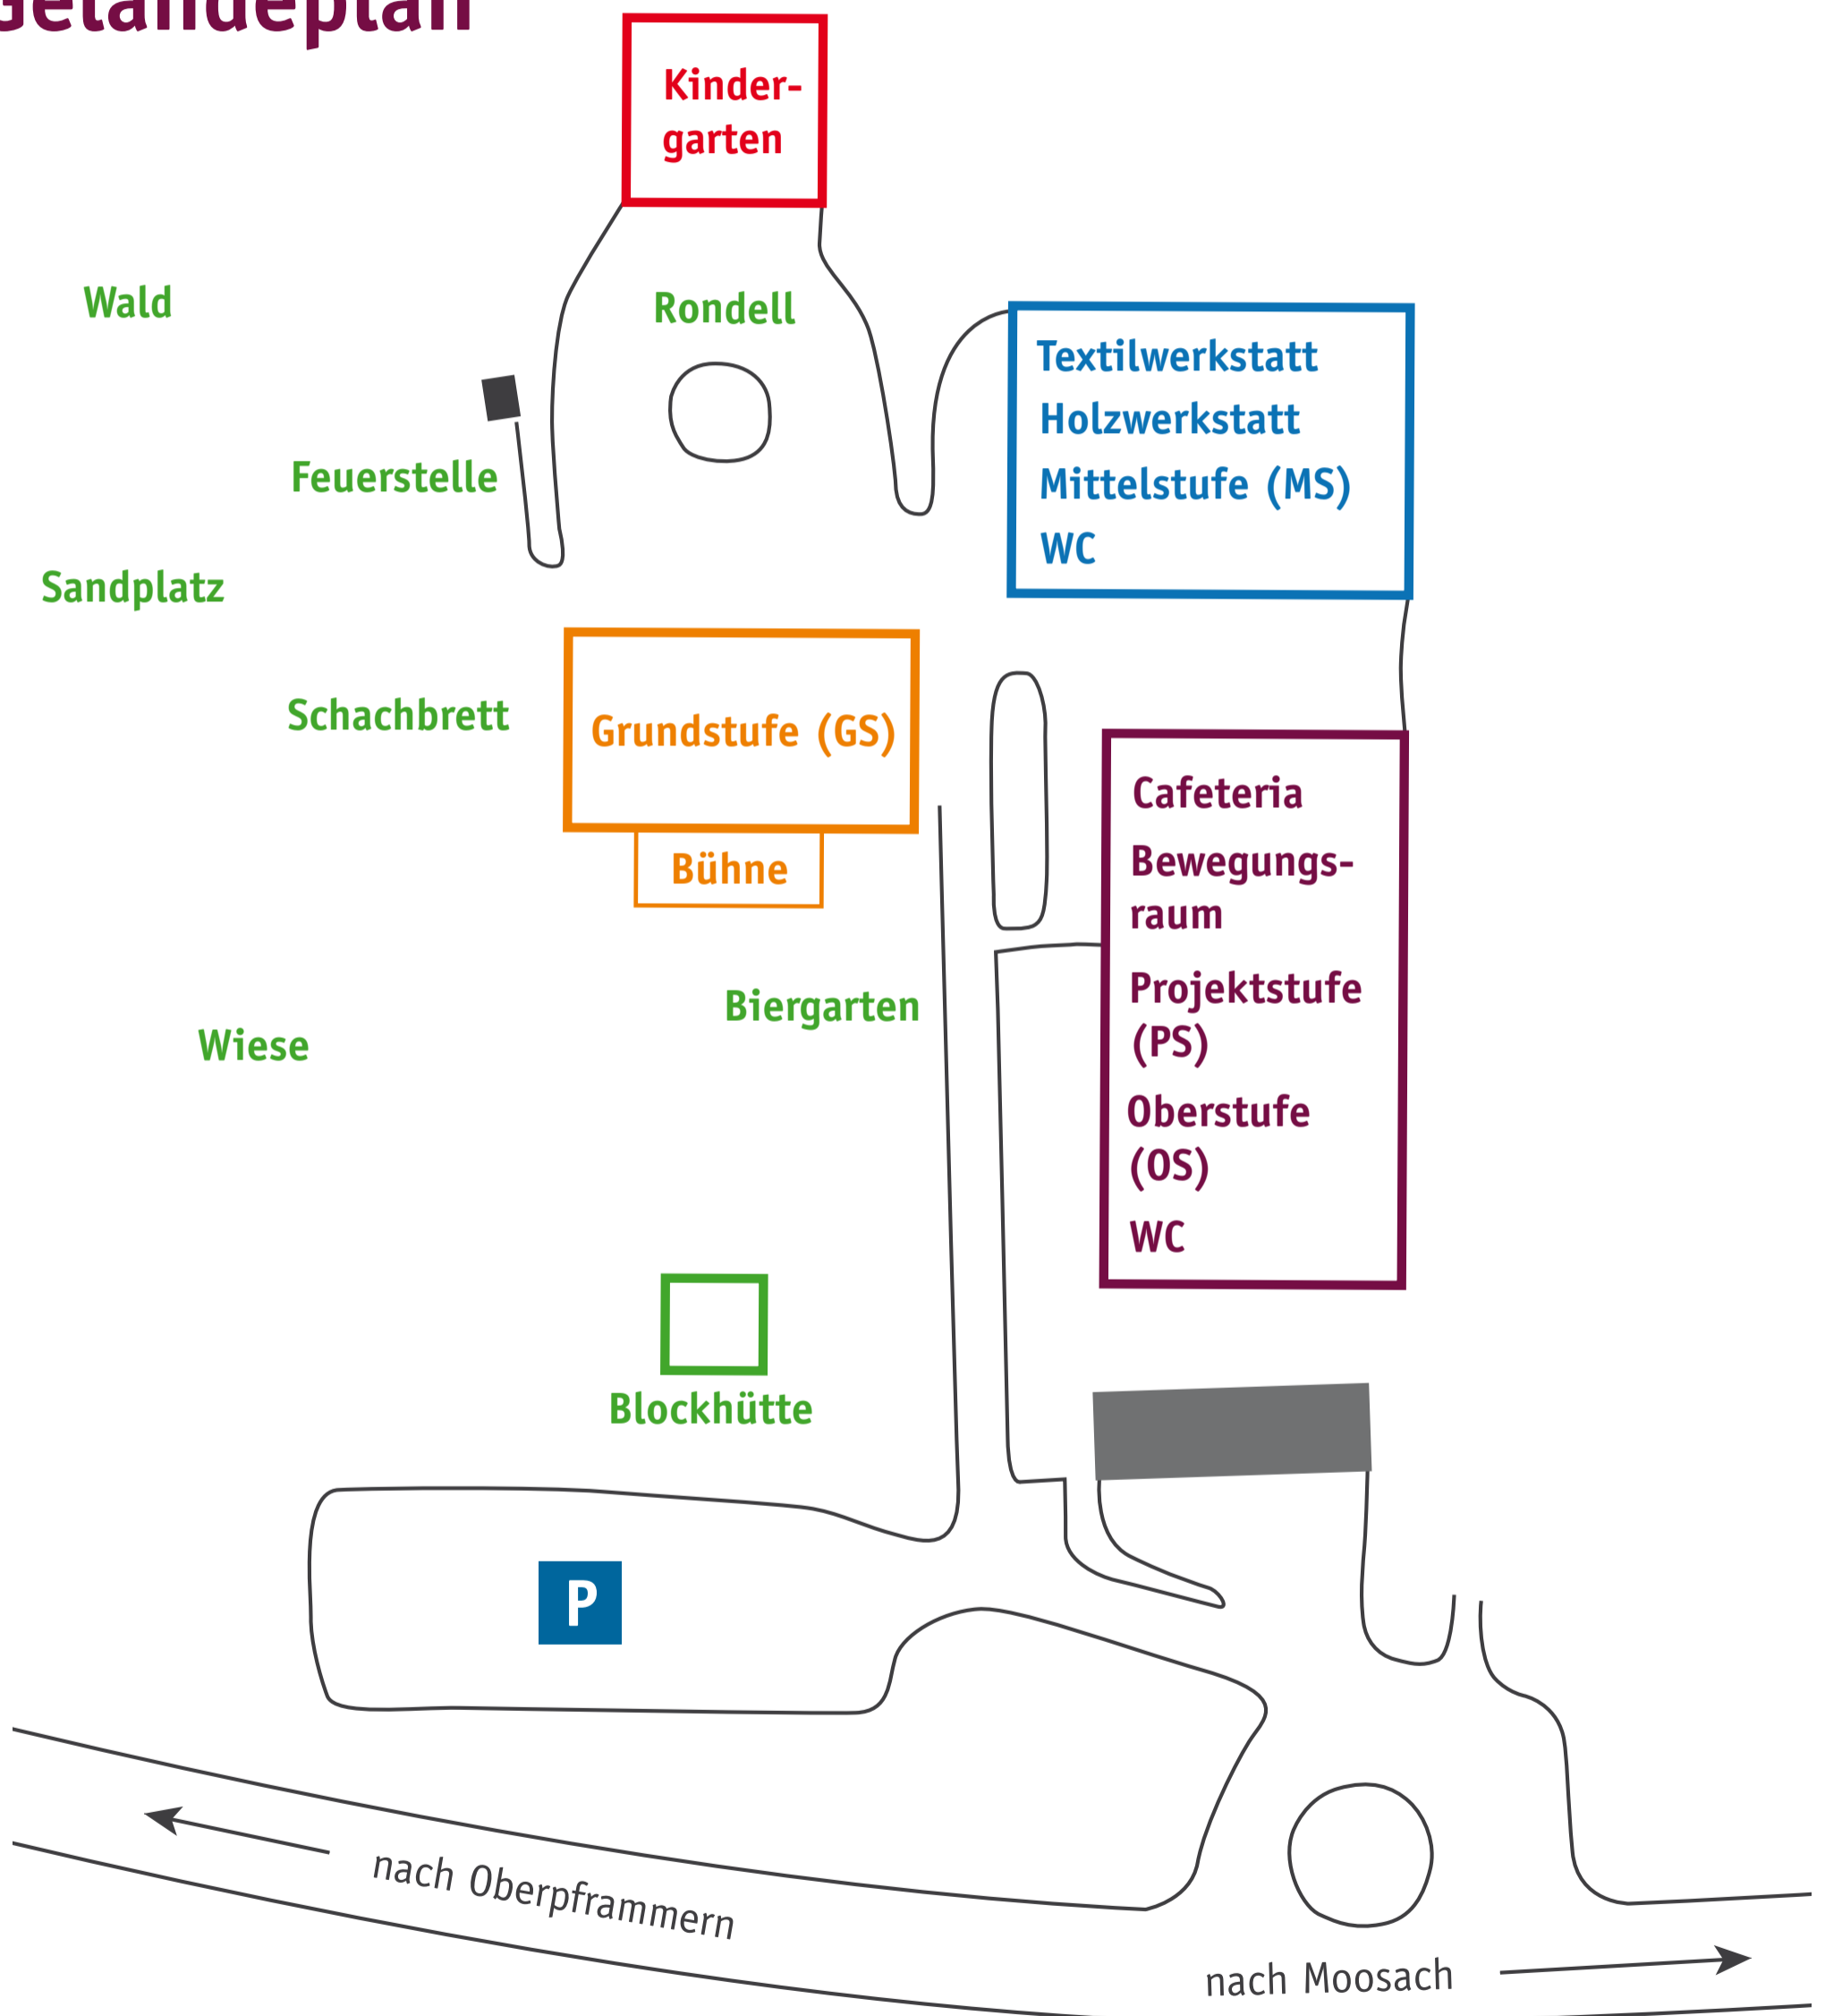 Geländeplan
Kinder-
garten
Wald
Rondell
Textilwerkstatt
Holzwerkstatt
Mittelstufe (MS)
WC
Feuerstelle
Sandplatz
Schachbrett
Grundstufe (GS)
Bühne
Cafeteria
Bewegungs-
raum
Projektstufe
(PS)
Oberstufe
(OS)
WC
Biergarten
Wiese
Blockhütte
P
nach Oberpframmern
nach Moosach